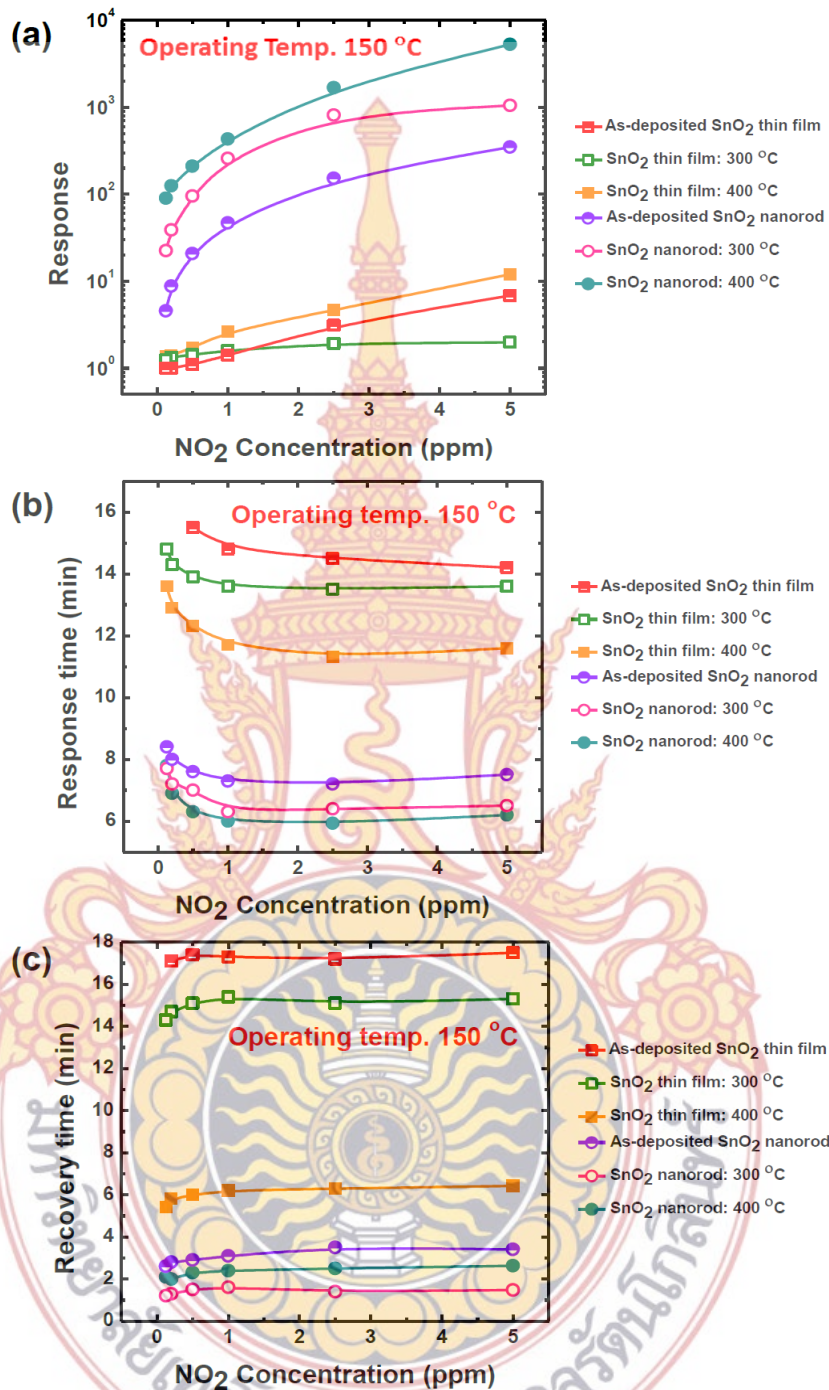 (a)
Operating Temp. 150 °C
10⁴
10³
10²
10¹
10⁰
Response
0
1
2
3
4
5
NO₂ Concentration (ppm)
As-deposited SnO₂ thin film
SnO₂ thin film: 300 °C
SnO₂ thin film: 400 °C
As-deposited SnO₂ nanorod
SnO₂ nanorod: 300 °C
SnO₂ nanorod: 400 °C
(b)
Operating temp. 150 °C
16
14
12
10
8
6
Response time (min)
0
1
2
3
4
5
NO₂ Concentration (ppm)
As-deposited SnO₂ thin film
SnO₂ thin film: 300 °C
SnO₂ thin film: 400 °C
As-deposited SnO₂ nanorod
SnO₂ nanorod: 300 °C
SnO₂ nanorod: 400 °C
(c)
Operating temp. 150 °C
18
16
14
12
10
8
6
4
2
0
Recovery time (min)
0
1
2
3
4
5
NO₂ Concentration (ppm)
As-deposited SnO₂ thin film
SnO₂ thin film: 300 °C
SnO₂ thin film: 400 °C
As-deposited SnO₂ nanorod
SnO₂ nanorod: 300 °C
SnO₂ nanorod: 400 °C